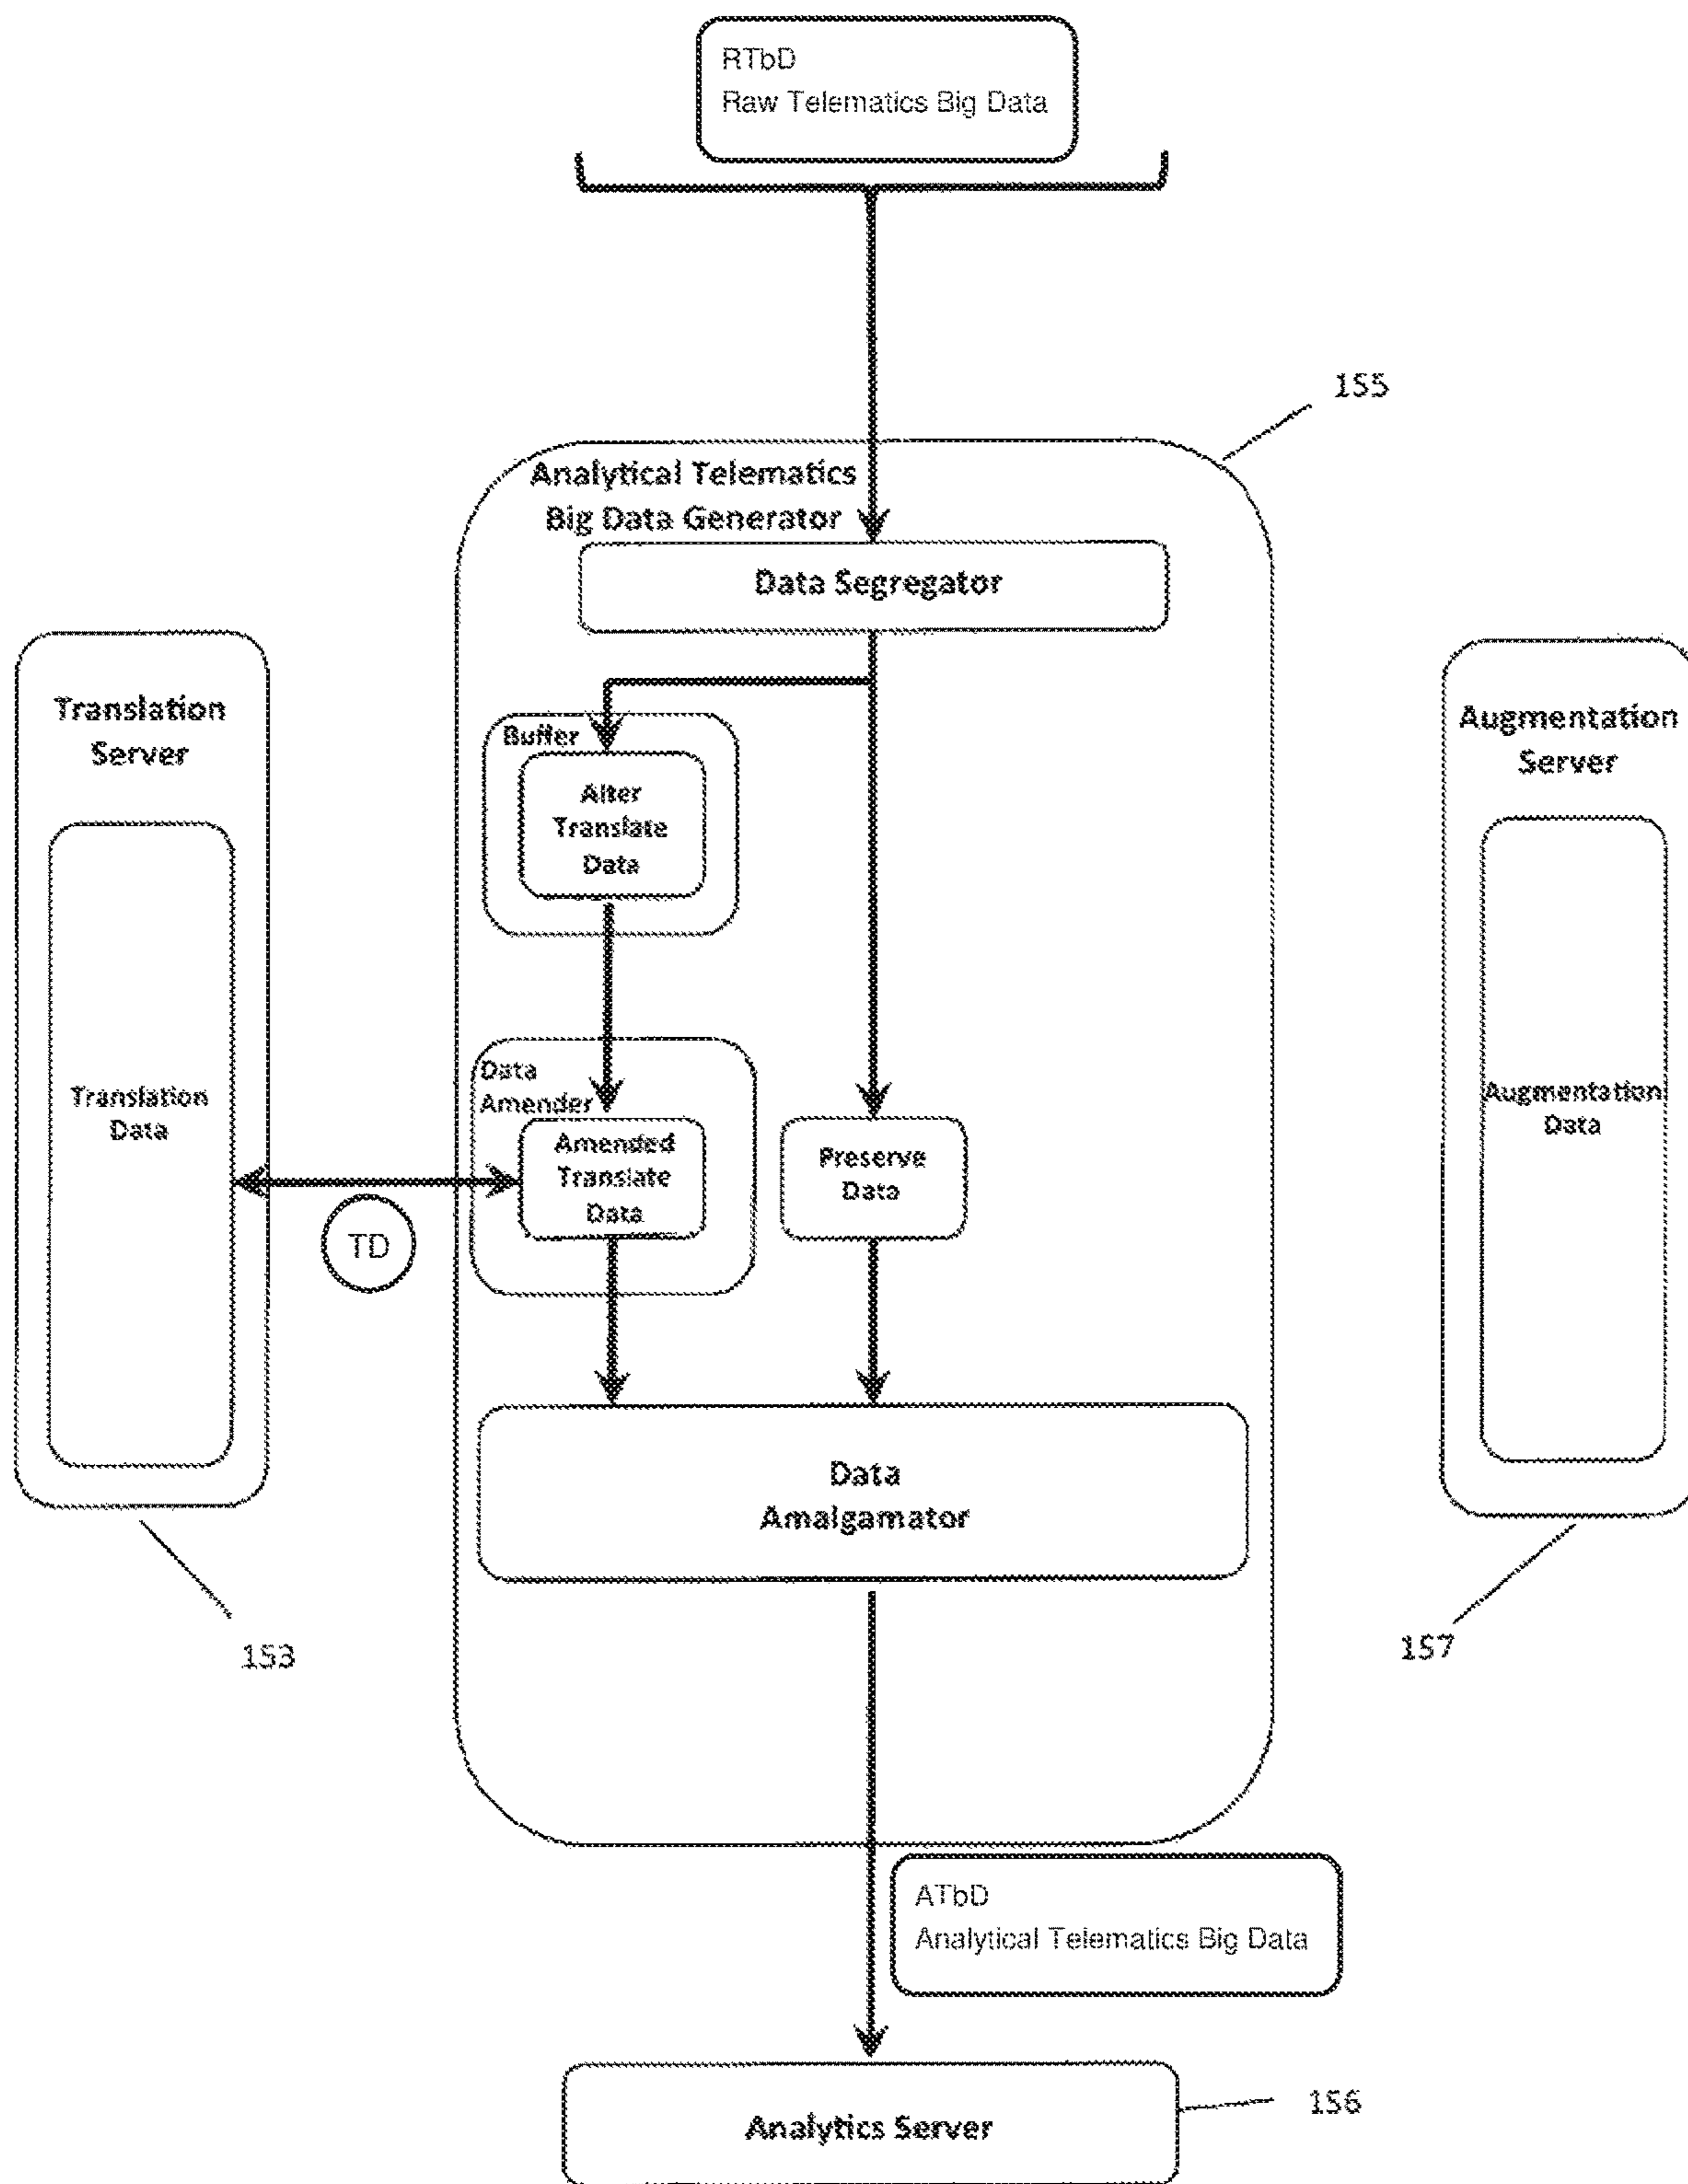 RTbD
Raw Telematics Big Data
155
Analytical Telematics
Big Data Generator
Data Segregator
Translation
Server
Buffer
Alter
Translate
Data
Augmentation
Server
Translation
Data
Data
Amender
Amended
Translate
Data
Preserve
Data
Augmentation
Data
TD
Data
Amalgamator
153
157
ATbD
Analytical Telematics Big Data
Analytics Server
156